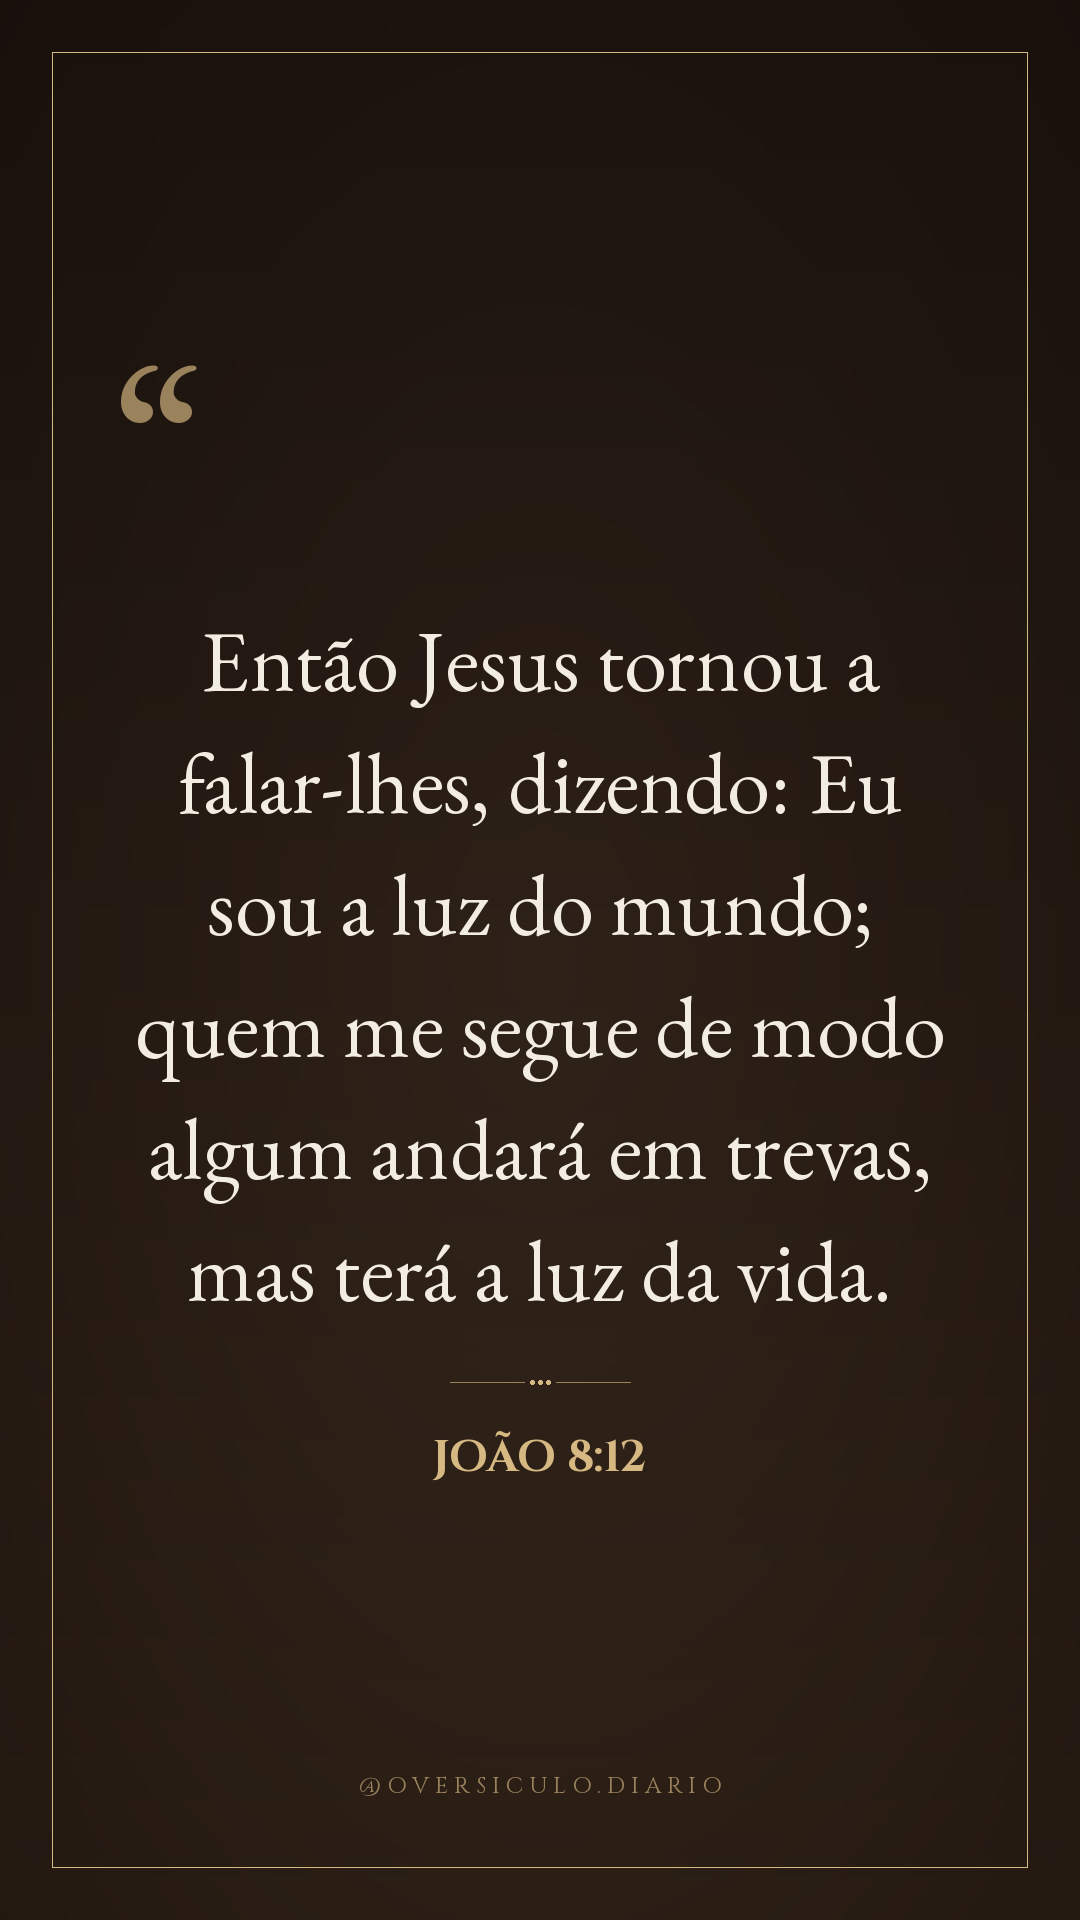 “
Então Jesus tornou a
falar-lhes, dizendo: Eu
sou a luz do mundo;
quem me segue de modo
algum andará em trevas,
mas terá a luz da vida.
JOÃO 8:12
@OVERSICULO.DIARIO